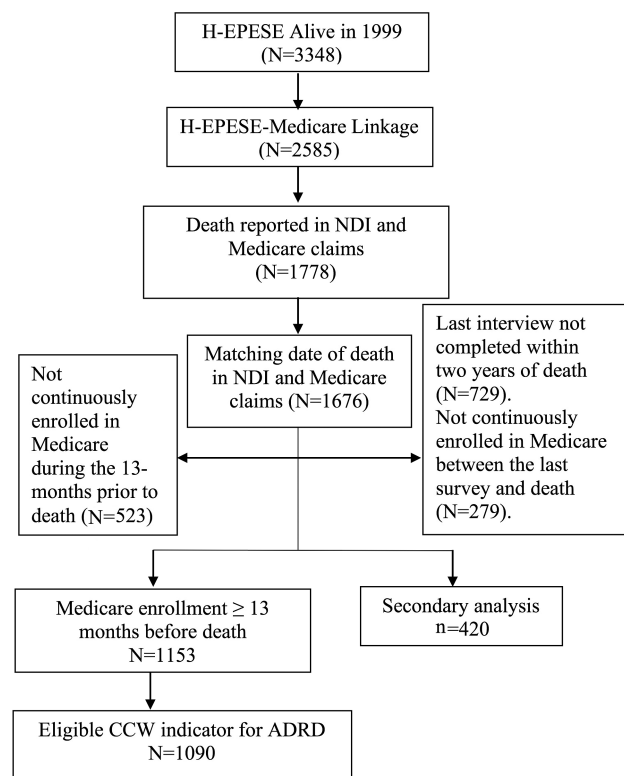 H-EPESE Alive in 1999
(N=3348)
H-EPESE-Medicare Linkage
(N=2585)
Death reported in NDI and
Medicare claims
(N=1778)
Matching date of death
in NDI and Medicare
claims (N=1676)
Not
continuously
enrolled in
Medicare
during the 13-
months prior to
death (N=523)
Last interview not
completed within
two years of death
(N=729).
Not continuously
enrolled in Medicare
between the last
survey and death
(N=279).
Medicare enrollment ≥ 13
months before death
N=1153
Secondary analysis
n=420
Eligible CCW indicator for ADRD
N=1090